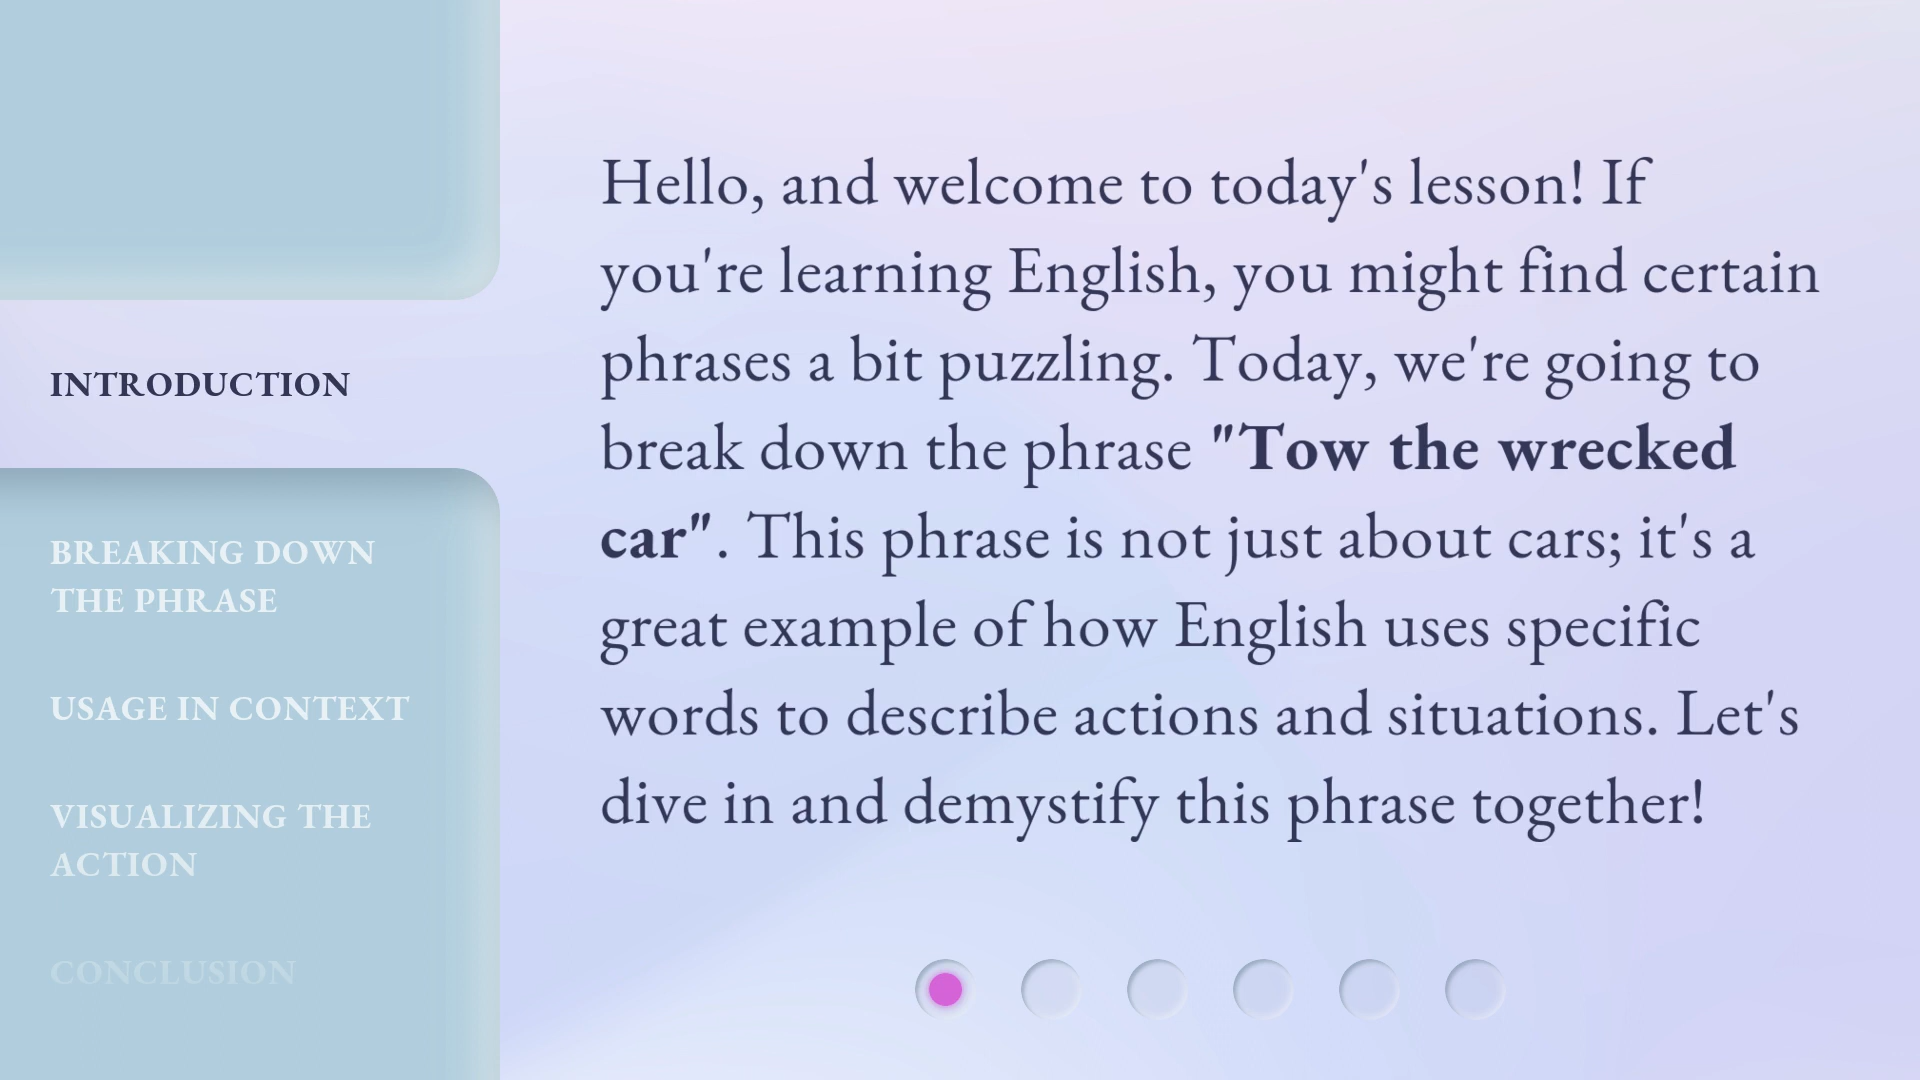 INTRODUCTION
BREAKING DOWN
THE PHRASE
USAGE IN CONTEXT
VISUALIZING THE
ACTION
CONCLUSION
Hello, and welcome to today's lesson! If
you're learning English, you might find certain
phrases a bit puzzling. Today, we're going to
break down the phrase "Tow the wrecked
car". This phrase is not just about cars; it's a
great example of how English uses specific
words to describe actions and situations. Let's
dive in and demystify this phrase together!